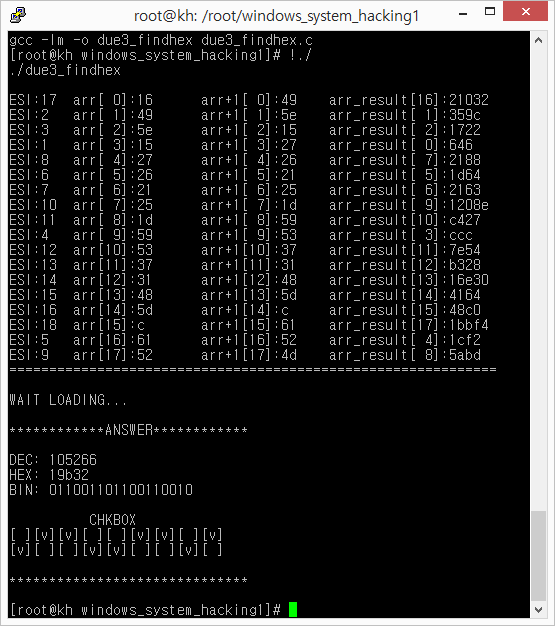 root@kh: /root/windows_system_hacking1
gcc -lm -o due3_findhex due3_findhex.c
[root@kh windows_system_hacking1]# !./
./due3_findhex
ESI:17 arr[ 0]:16 arr+1[ 0]:49 arr_result[16]:21032
ESI:2 arr[ 1]:49 arr+1[ 1]:5e arr_result[ 1]:359c
ESI:3 arr[ 2]:5e arr+1[ 2]:15 arr_result[ 2]:1722
ESI:1 arr[ 3]:15 arr+1[ 3]:27 arr_result[ 0]:646
ESI:8 arr[ 4]:27 arr+1[ 4]:26 arr_result[ 7]:2188
ESI:6 arr[ 5]:26 arr+1[ 5]:21 arr_result[ 5]:1d64
ESI:7 arr[ 6]:21 arr+1[ 6]:25 arr_result[ 6]:2163
ESI:10 arr[ 7]:25 arr+1[ 7]:1d arr_result[ 9]:1208e
ESI:11 arr[ 8]:1d arr+1[ 8]:59 arr_result[10]:c427
ESI:4 arr[ 9]:59 arr+1[ 9]:53 arr_result[ 3]:ccc
ESI:12 arr[10]:53 arr+1[10]:37 arr_result[11]:7e54
ESI:13 arr[11]:37 arr+1[11]:31 arr_result[12]:b328
ESI:14 arr[12]:31 arr+1[12]:48 arr_result[13]:16e30
ESI:15 arr[13]:48 arr+1[13]:5d arr_result[14]:4164
ESI:16 arr[14]:5d arr+1[14]:c arr_result[15]:48c0
ESI:18 arr[15]:c arr+1[15]:61 arr_result[17]:1bbf4
ESI:5 arr[16]:61 arr+1[16]:52 arr_result[ 4]:1cf2
ESI:9 arr[17]:52 arr+1[17]:4d arr_result[ 8]:5abd
=============================================================
WAIT LOADING...
************ANSWER************
DEC: 105266
HEX: 19b32
BIN: 011001101100110010
CHKBOX
[ ][v][v][ ][ ][v][v][ ][v]
[v][ ][ ][v][v][ ][ ][v][ ]
******************************
[root@kh windows_system_hacking1]#